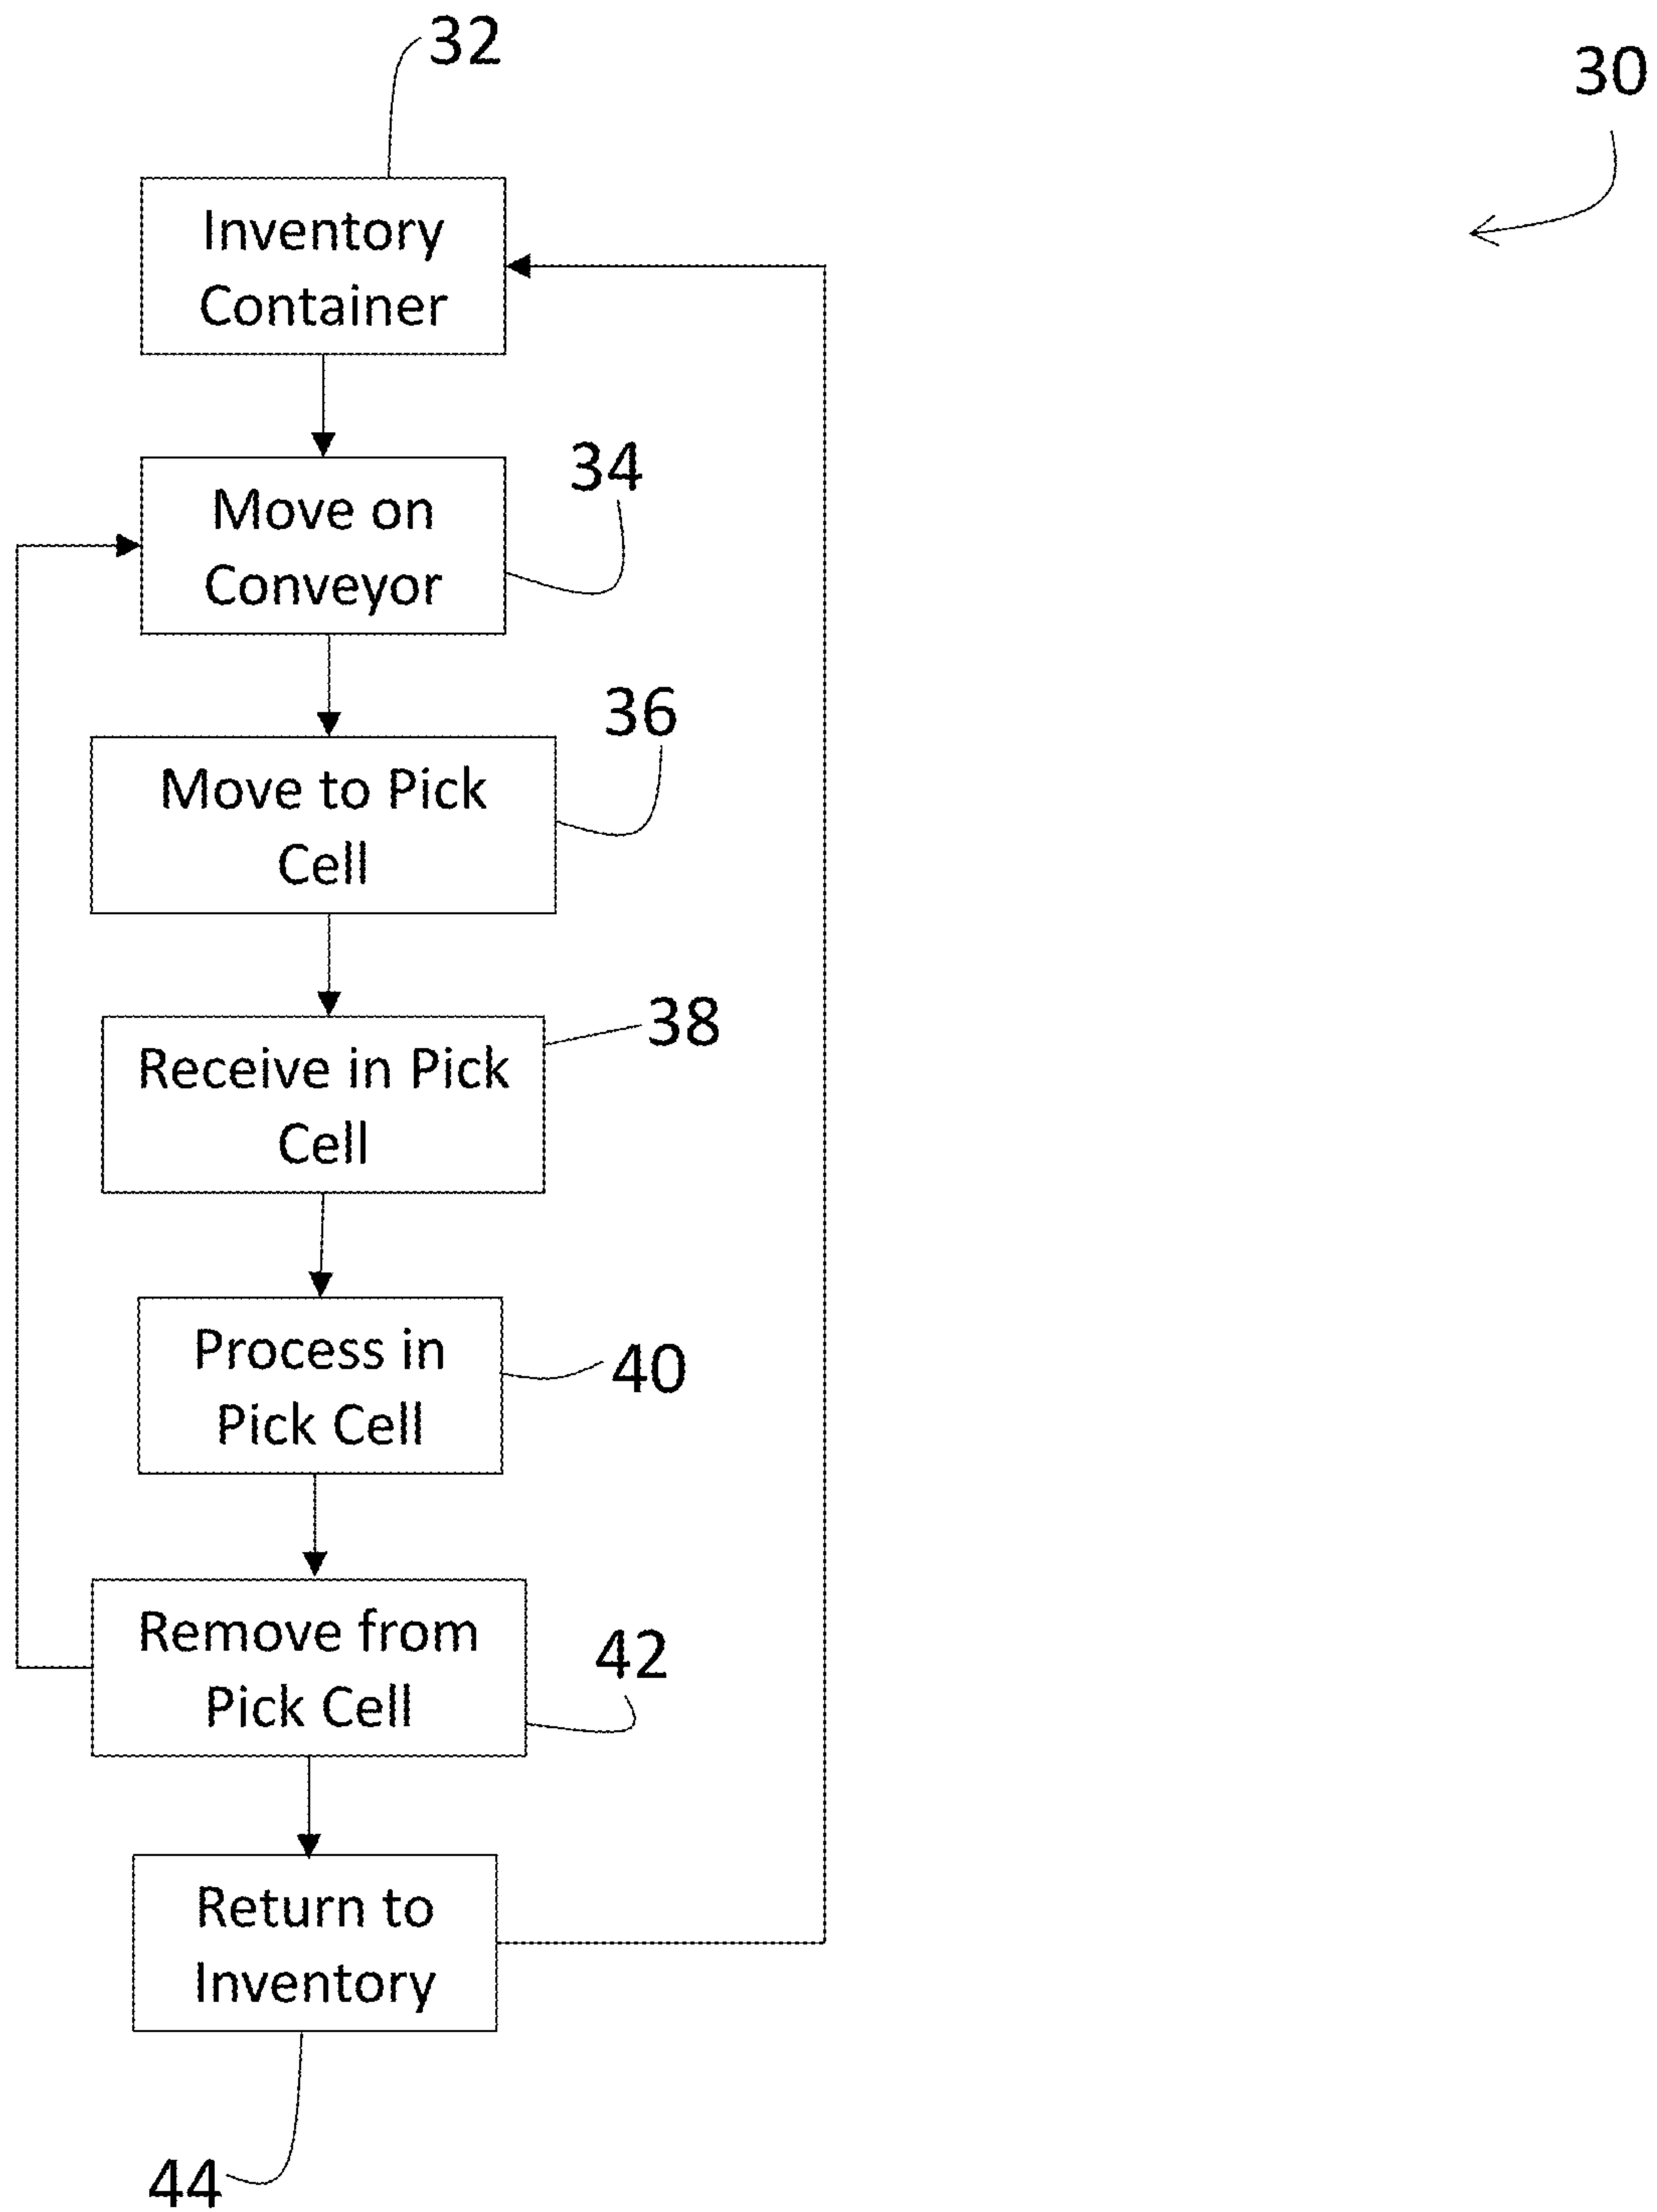 32
30
Inventory
Container
34
Move on
Conveyor
36
Move to Pick
Cell
38
Receive in Pick
Cell
Process in
Pick Cell
40
Remove from
Pick Cell
42
Return to
Inventory
44